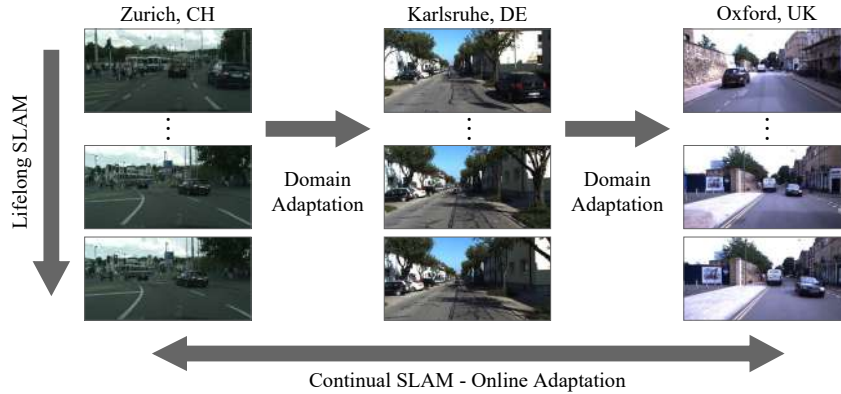 Zurich, CH
Karlsruhe, DE
Oxford, UK
Lifelong SLAM
Domain
Adaptation
Domain
Adaptation
Continual SLAM - Online Adaptation